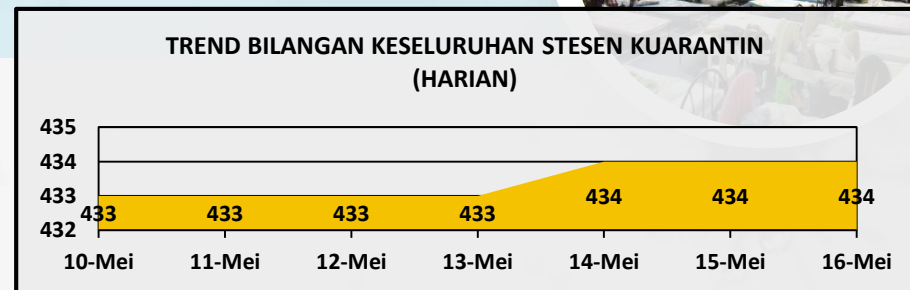 TREND BILANGAN KESELURUHAN STESEN KUARANTIN
(HARIAN)
435
434
433
432
433 433 433 433 434 434 434
10-Mei 11-Mei 12-Mei 13-Mei 14-Mei 15-Mei 16-Mei